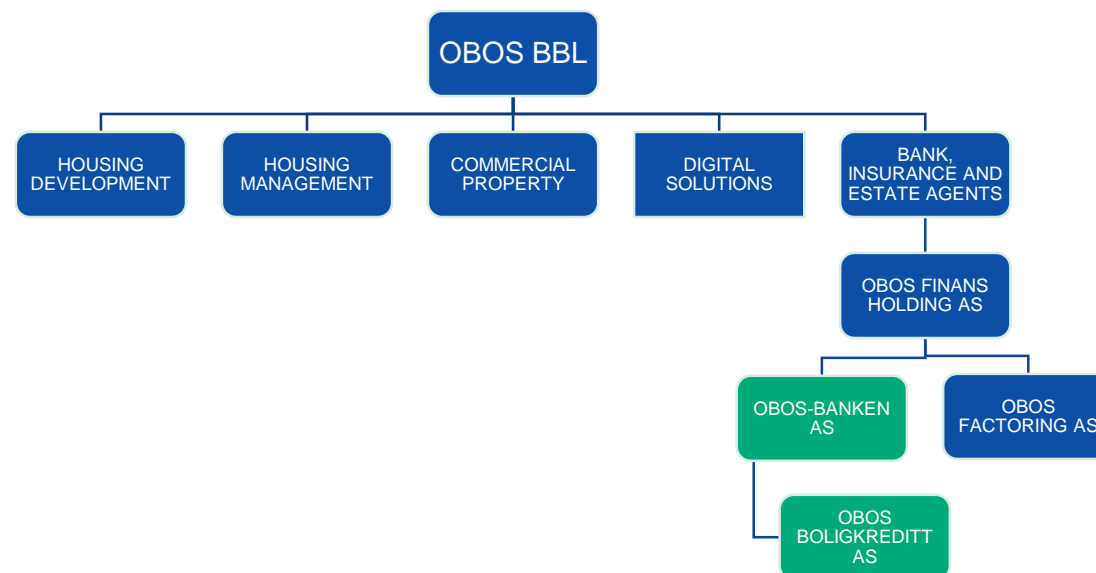 OBOS BBL
HOUSING
DEVELOPMENT
HOUSING
MANAGEMENT
COMMERCIAL
PROPERTY
DIGITAL
SOLUTIONS
BANK,
INSURANCE AND
ESTATE AGENTS
OBOS FINANS
HOLDING AS
OBOS-BANKEN
AS
OBOS
FACTORING AS
OBOS
BOLIGKREDITT
AS